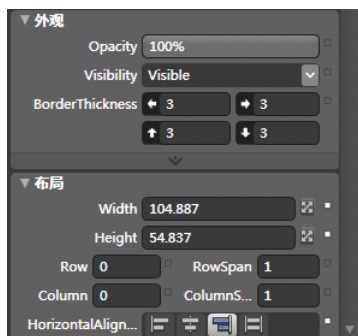 外观
Opacity 100%
Visibility Visible
BorderThickness 3 3
3 3
布局
Width 104.887
Height 54.837
Row 0 RowSpan 1
Column 0 ColumnS... 1
HorizontalAlign...